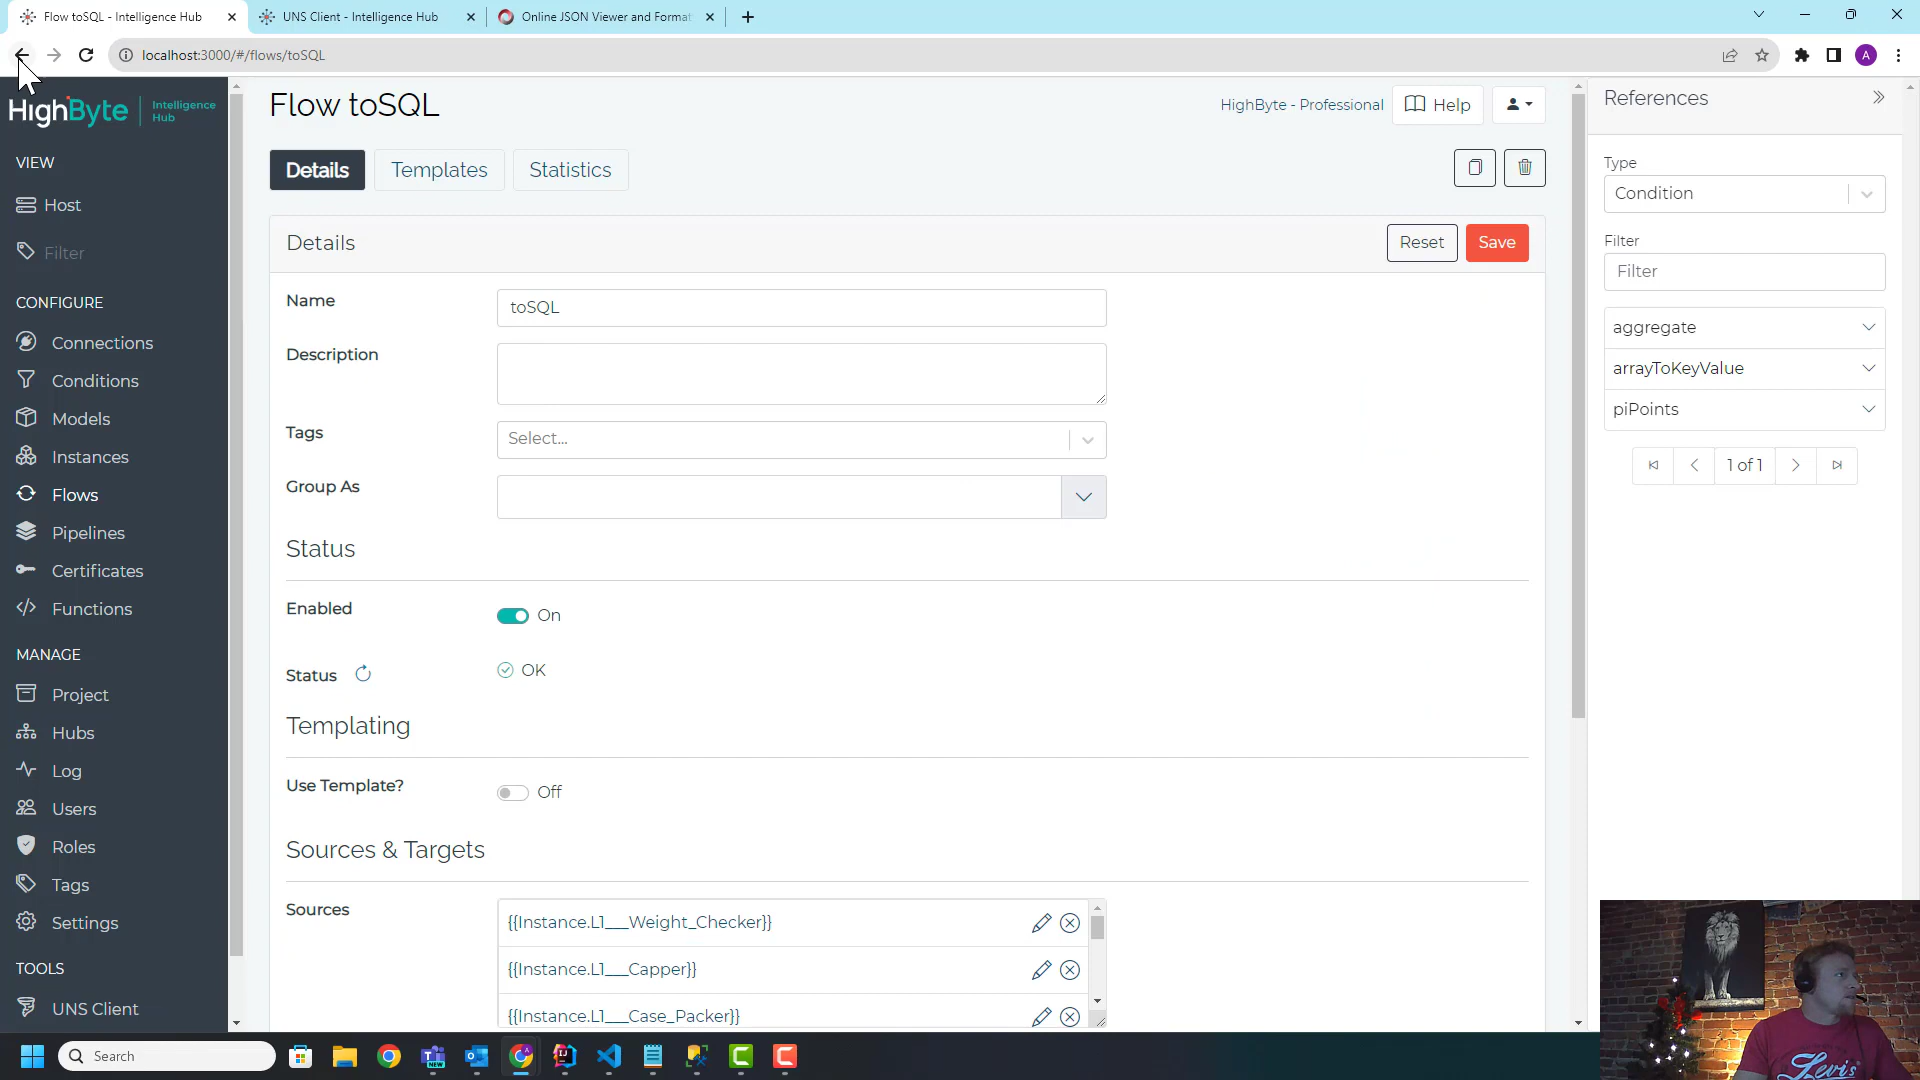 Flow toSQL - Intelligence Hub
UNS Client - Intelligence Hub
Online JSON Viewer and Format
localhost:3000/#/flows/toSQL
A
HighByte
Intelligence
Hub
VIEW
Host
Filter
CONFIGURE
Connections
Conditions
Models
Instances
Flows
Pipelines
Certificates
Functions
MANAGE
Project
Hubs
Log
Users
Roles
Tags
Settings
TOOLS
UNS Client
Flow toSQL
HighByte - Professional
Help
Details
Templates
Statistics
Details
Reset
Save
Name
toSQL
Description
Tags
Select...
Group As
Status
Enabled
On
Status
OK
Templating
Use Template?
Off
Sources & Targets
Sources
{{Instance.L1___Weight_Checker}}
{{Instance.L1___Capper}}
{{Instance.L1___Case_Packer}}
References
Type
Condition
Filter
Filter
aggregate
arrayToKeyValue
piPoints
1 of 1
Search
Levi's